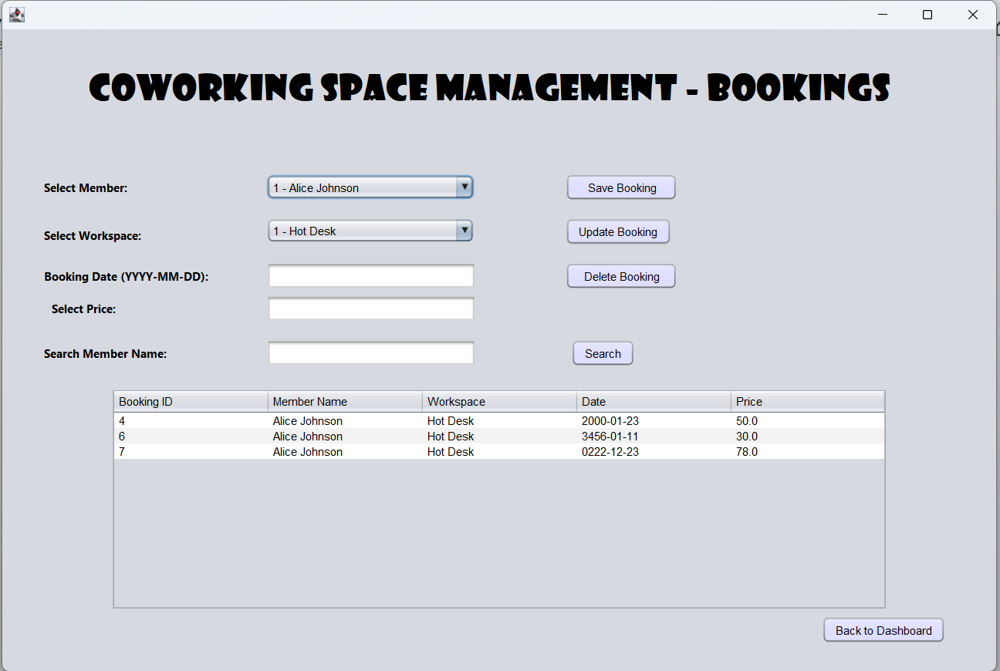 COWORKING SPACE MANAGEMENT - BOOKINGS
Select Member: 1 - Alice Johnson Save Booking
Select Workspace: 1 - Hot Desk Update Booking
Booking Date (YYYY-MM-DD): Delete Booking
Select Price:
Search Member Name: Search
Booking ID Member Name Workspace Date Price
4 Alice Johnson Hot Desk 2000-01-23 50.0
6 Alice Johnson Hot Desk 3456-01-11 30.0
7 Alice Johnson Hot Desk 0222-12-23 78.0
Back to Dashboard